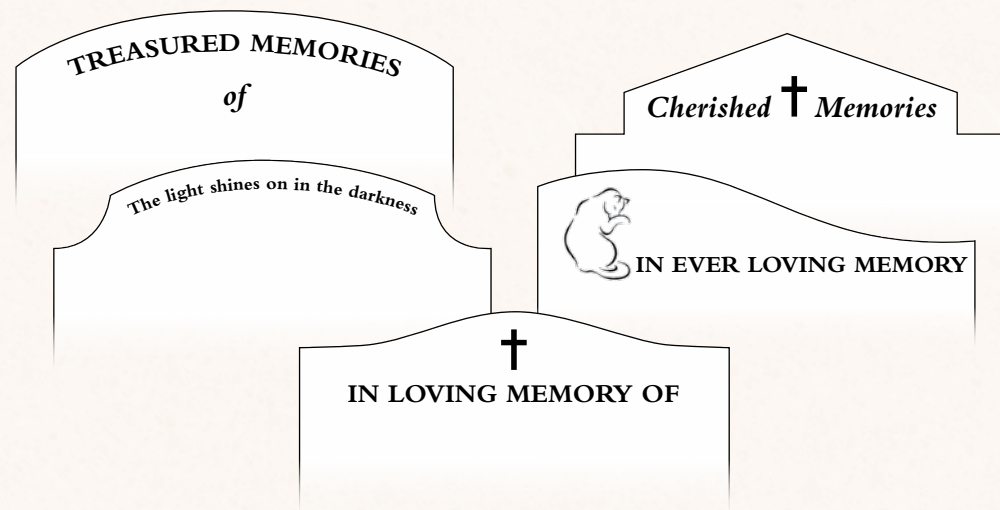 TREASURED MEMORIES
of
Cherished Memories
The light shines on in the darkness
IN EVER LOVING MEMORY
IN LOVING MEMORY OF